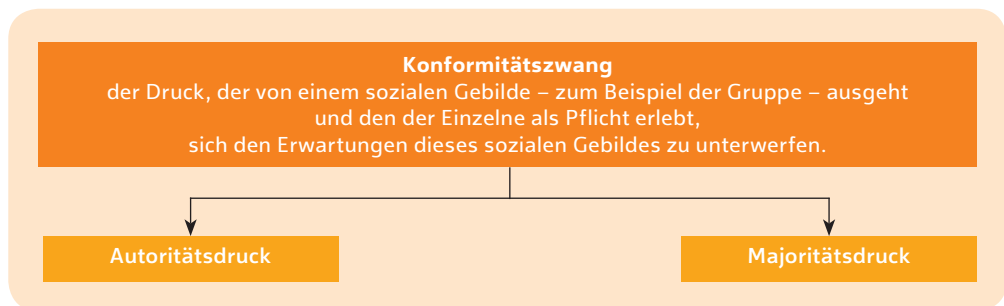 Konformitätszwang
der Druck, der von einem sozialen Gebilde – zum Beispiel der Gruppe – ausgeht
und den der Einzelne als Pflicht erlebt,
sich den Erwartungen dieses sozialen Gebildes zu unterwerfen.
Autoritätsdruck
Majoritätsdruck